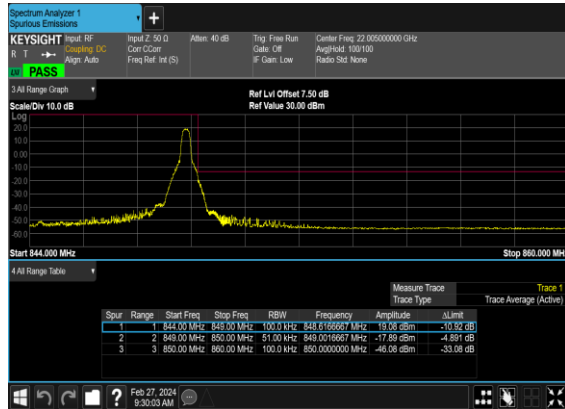 Spectrum Analyzer 1
Spurious Emissions
+
KEYSIGHT Input: RF Input Z: 50 Ω Atten: 40 dB Trig: Free Run Center Freq: 22.005000000 GHz
R T Coupling: DC Corr CCorr Gate: Off Avg|Hold: 100/100
Align: Auto Freq Ref: Int (S) IF Gain: Low Radio Std: None
PASS
3 All Range Graph
Ref Lvl Offset 7.50 dB
Scale/Div 10.0 dB Ref Value 30.00 dBm
Log
20.0
10.0
0.00
-10.0
-20.0
-30.0
-40.0
-50.0
-60.0
Start 844.000 MHz Stop 860.000 MH
4 All Range Table
Measure Trace Trace 1
Trace Type Trace Average (Active)
Spur Range Start Freq Stop Freq RBW Frequency Amplitude ΔLimit
1 1 844.00 MHz 849.00 MHz 100.0 kHz 848.6166667 MHz 19.08 dBm -10.92 dB
2 2 849.00 MHz 850.00 MHz 51.00 kHz 849.0016667 MHz -17.89 dBm -4.891 dB
3 3 850.00 MHz 860.00 MHz 100.0 kHz 850.0000000 MHz -46.08 dBm -33.08 dB
? Feb 27, 2024
9:30:03 AM